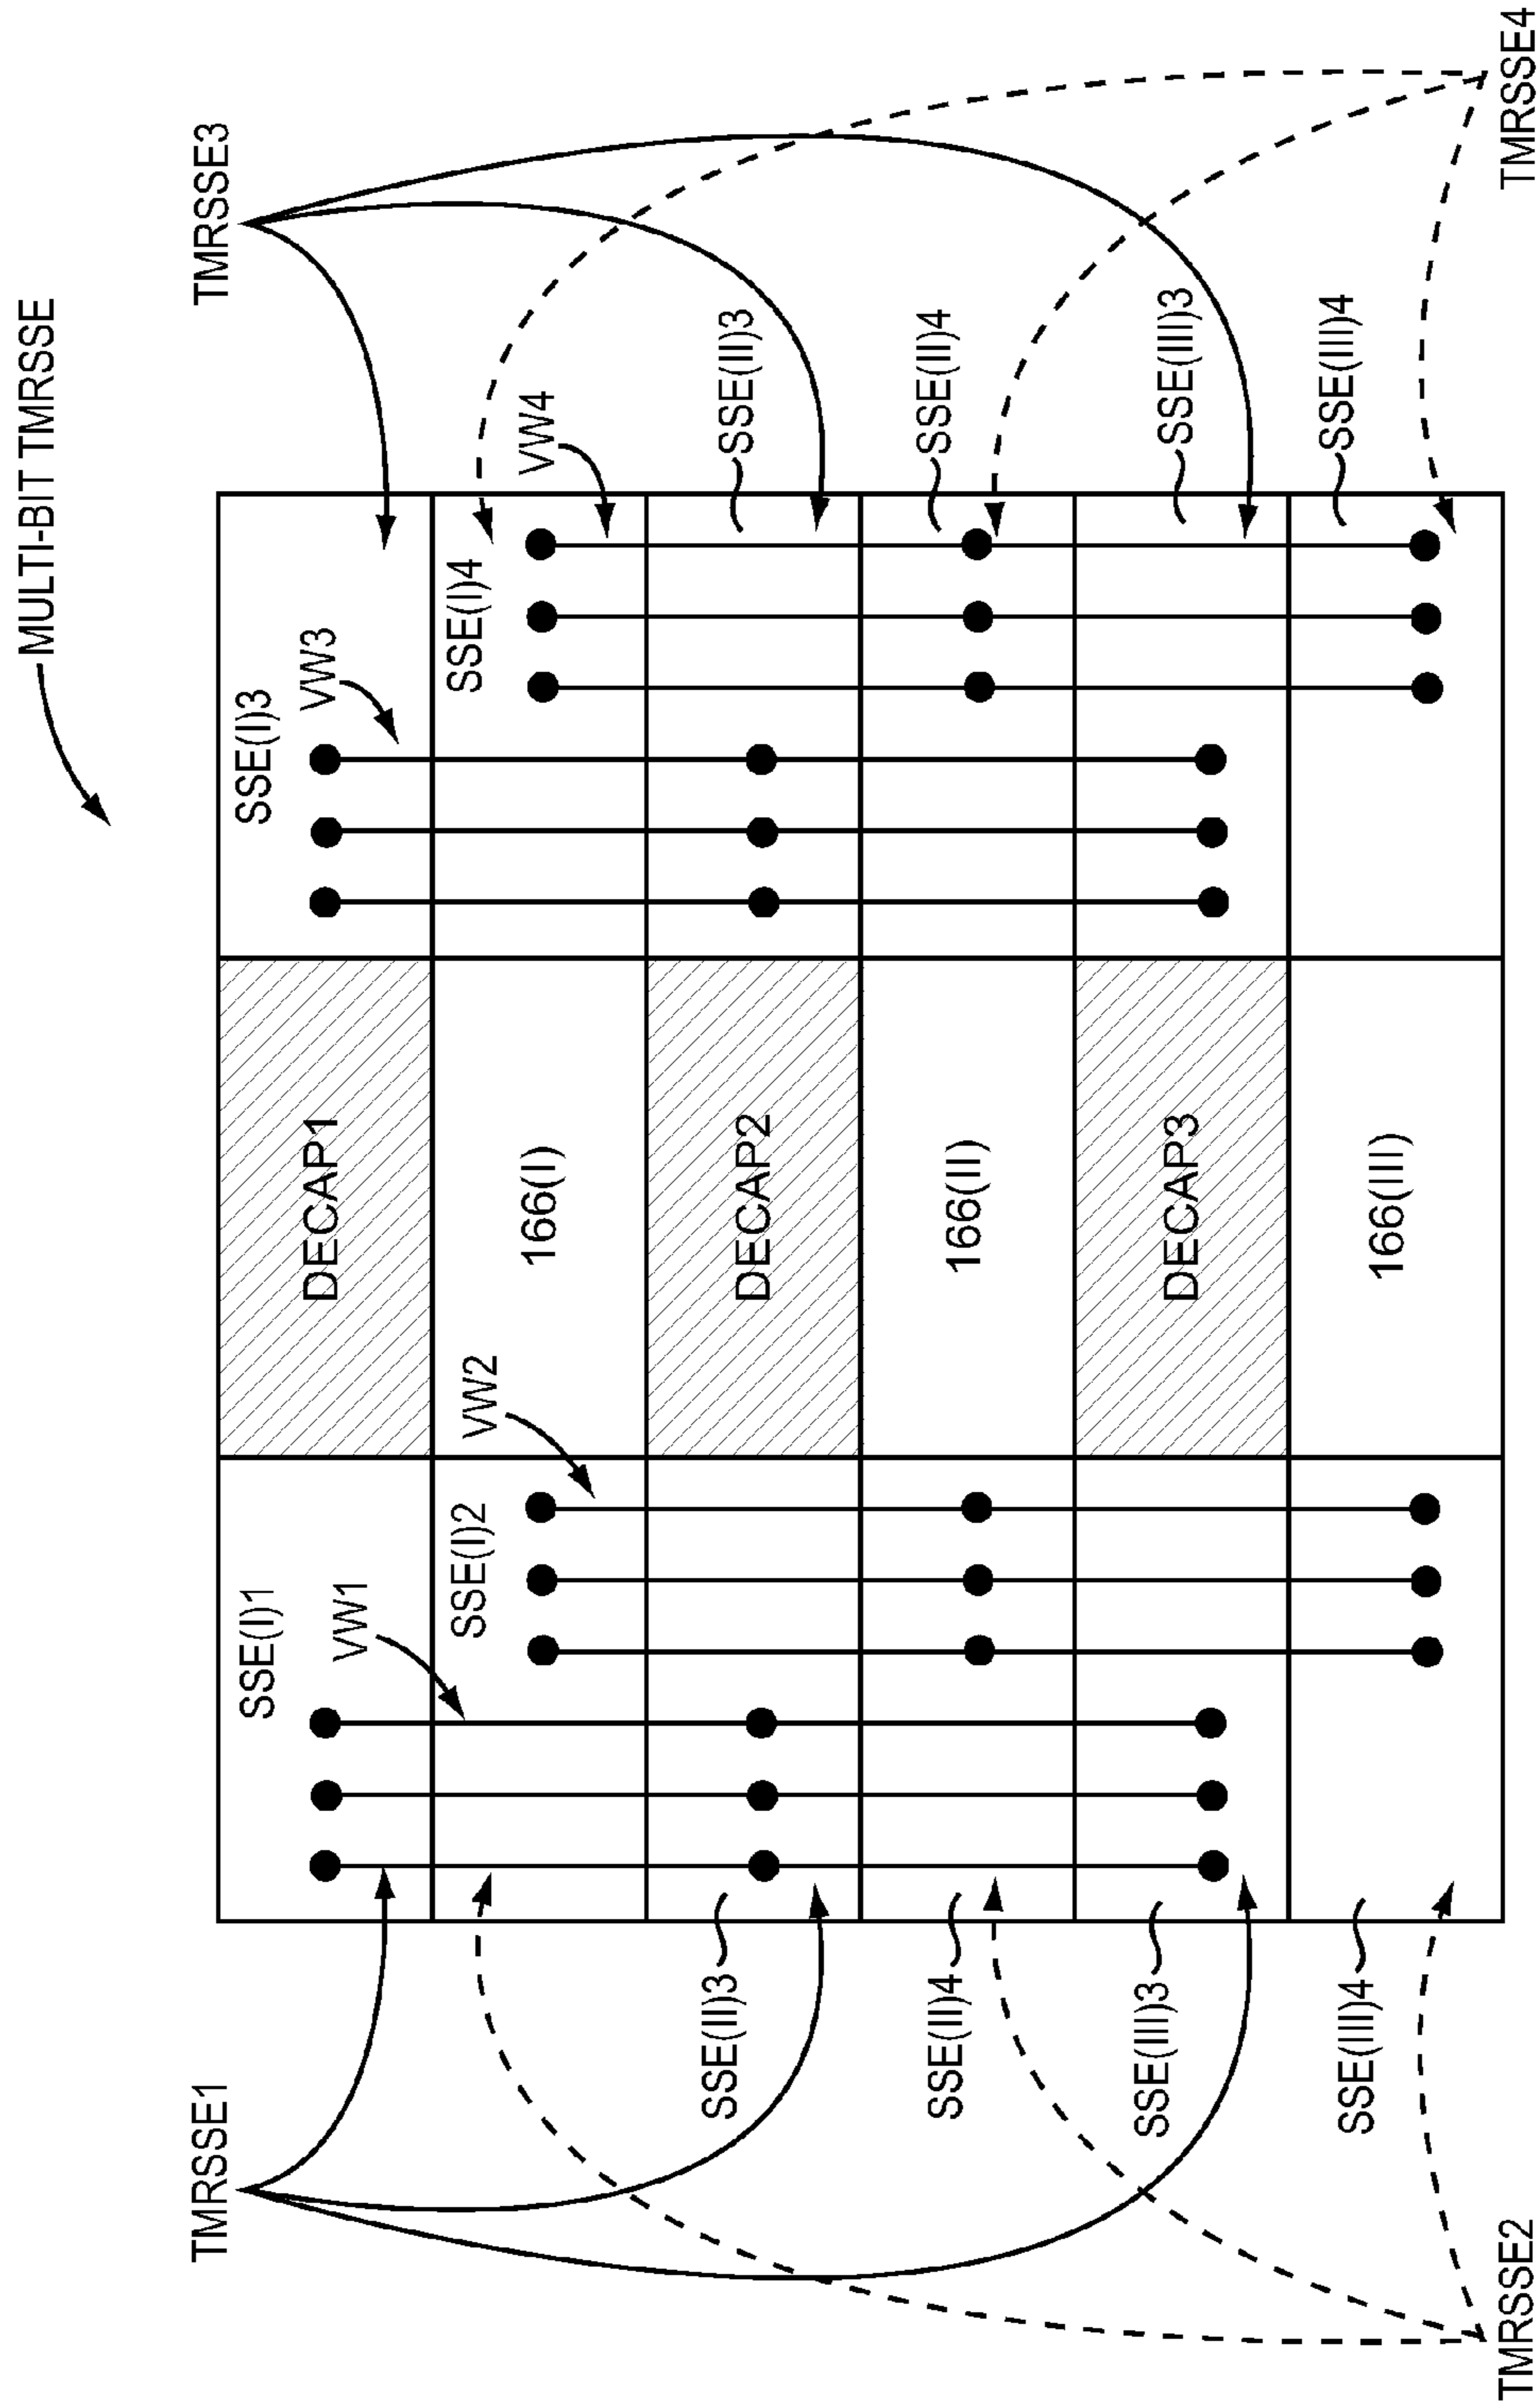 MULTI-BIT TMRSSE
TMRSSE1
TMRSSE3
SSE(I)1
VW1
DECAP1
SSE(I)3
VW3
SSE(I)2
VW2
166(I)
SSE(I)4
VW4
SSE(II)3
DECAP2
SSE(II)3
SSE(II)4
166(II)
SSE(II)4
SSE(III)3
DECAP3
SSE(III)3
SSE(III)4
166(III)
SSE(III)4
TMRSSE2
TMRSSE4